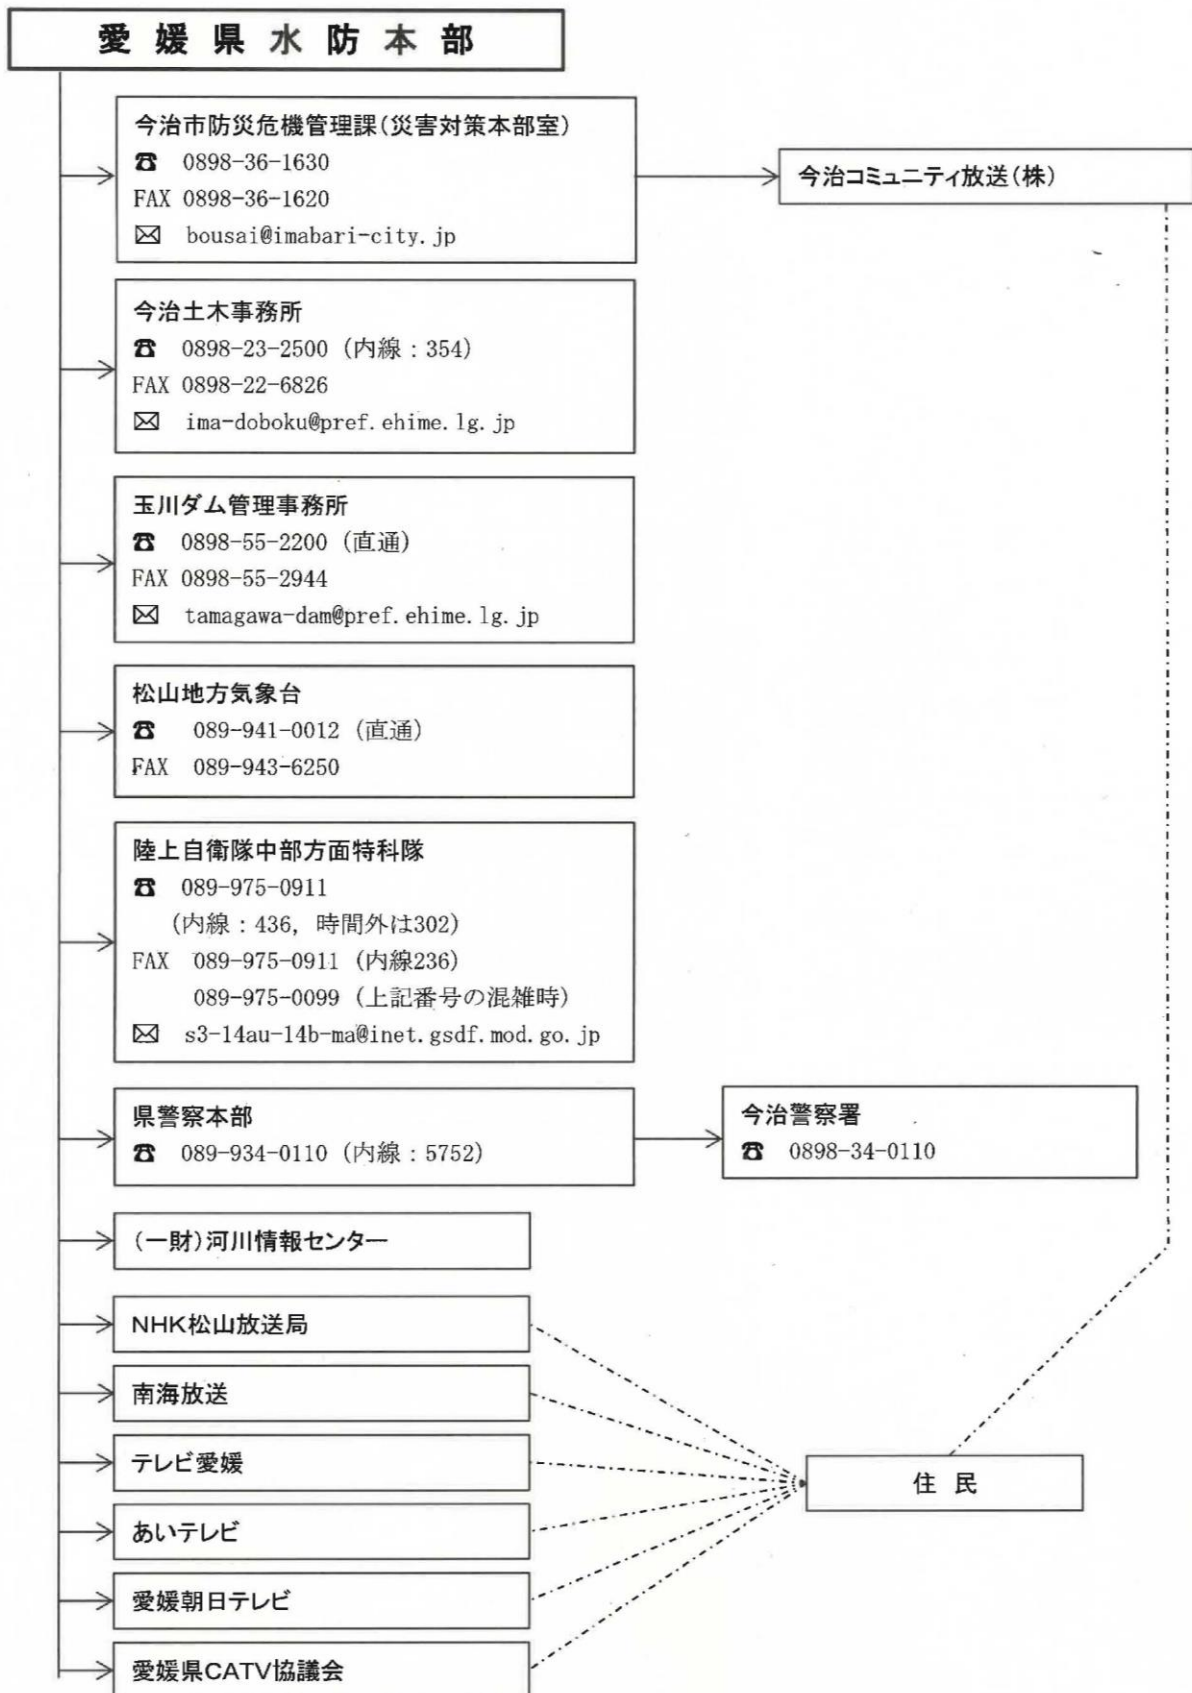 愛媛県水防本部
今治市防災危機管理課(災害対策本部室)
☎ 0898-36-1630
FAX 0898-36-1620
✉ bousai@imabari-city.jp
今治コミュニティ放送(株)
今治土木事務所
☎ 0898-23-2500 (内線:354)
FAX 0898-22-6826
✉ ima-doboku@pref.ehime.lg.jp
玉川ダム管理事務所
☎ 0898-55-2200 (直通)
FAX 0898-55-2944
✉ tamagawa-dam@pref.ehime.lg.jp
松山地方気象台
☎ 089-941-0012 (直通)
FAX 089-943-6250
陸上自衛隊中部方面特科隊
☎ 089-975-0911
(内線:436, 時間外は302)
FAX 089-975-0911 (内線236)
089-975-0099 (上記番号の混雑時)
✉ s3-14au-14b-ma@inet.gsdf.mod.go.jp
県警察本部
☎ 089-934-0110 (内線:5752)
今治警察署
☎ 0898-34-0110
(一財)河川情報センター
NHK松山放送局
南海放送
テレビ愛媛
あいテレビ
愛媛朝日テレビ
愛媛県CATV協議会
住民